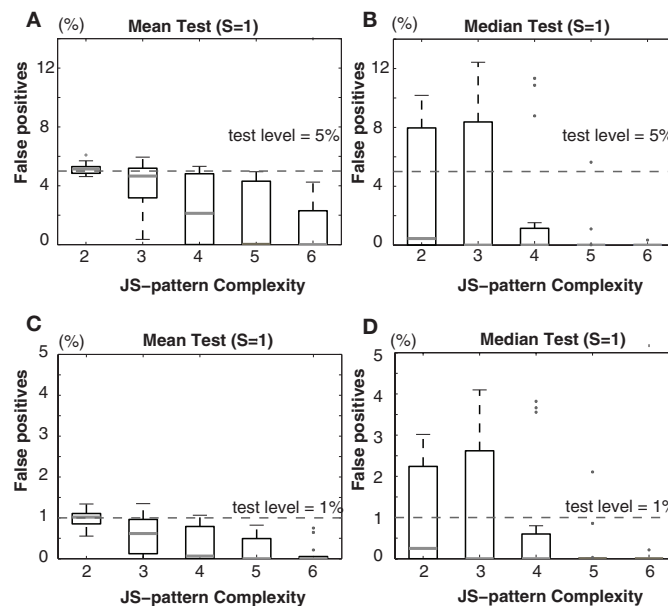 A (%) Mean Test (S=1)
False positives
12
8
4
0
test level = 5%
2 3 4 5 6
JS-pattern Complexity
B (%) Median Test (S=1)
False positives
12
8
4
0
test level = 5%
2 3 4 5 6
JS-pattern Complexity
C (%) Mean Test (S=1)
False positives
5
4
3
2
1
0
test level = 1%
2 3 4 5 6
JS-pattern Complexity
D (%) Median Test (S=1)
False positives
5
4
3
2
1
0
test level = 1%
2 3 4 5 6
JS-pattern Complexity